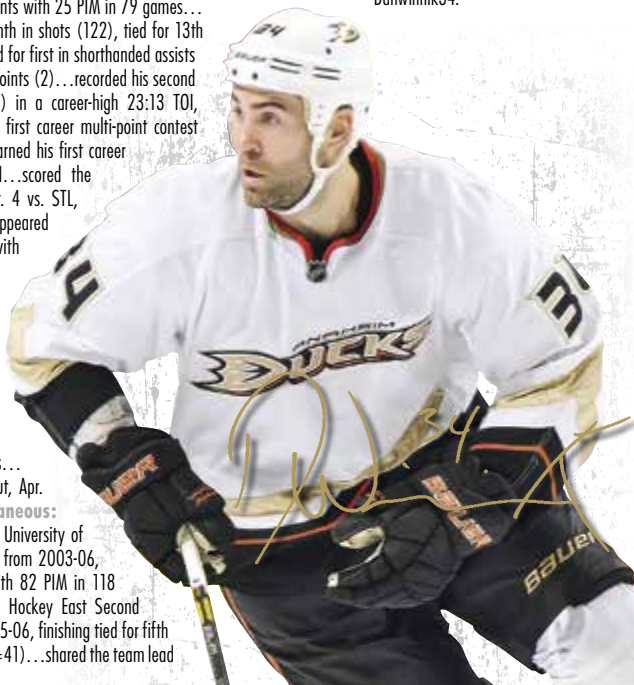 nts with 25 PIM in 79 games…
nth in shots (122), tied for 13th
d for first in shorthanded assists
oints (2)…recorded his second
) in a career-high 23:13 TOI,
first career multi-point contest
arned his first career
l…scored the
r. 4 vs. STL,
ppeared
with
34
BAUER
ANAHEIM
DUCKS
34
s…
ut, Apr.
aneous:
University of
from 2003-06,
th 82 PIM in 118
Hockey East Second
5-06, finishing tied for fifth
=41)…shared the team lead
BAUER
BAUER